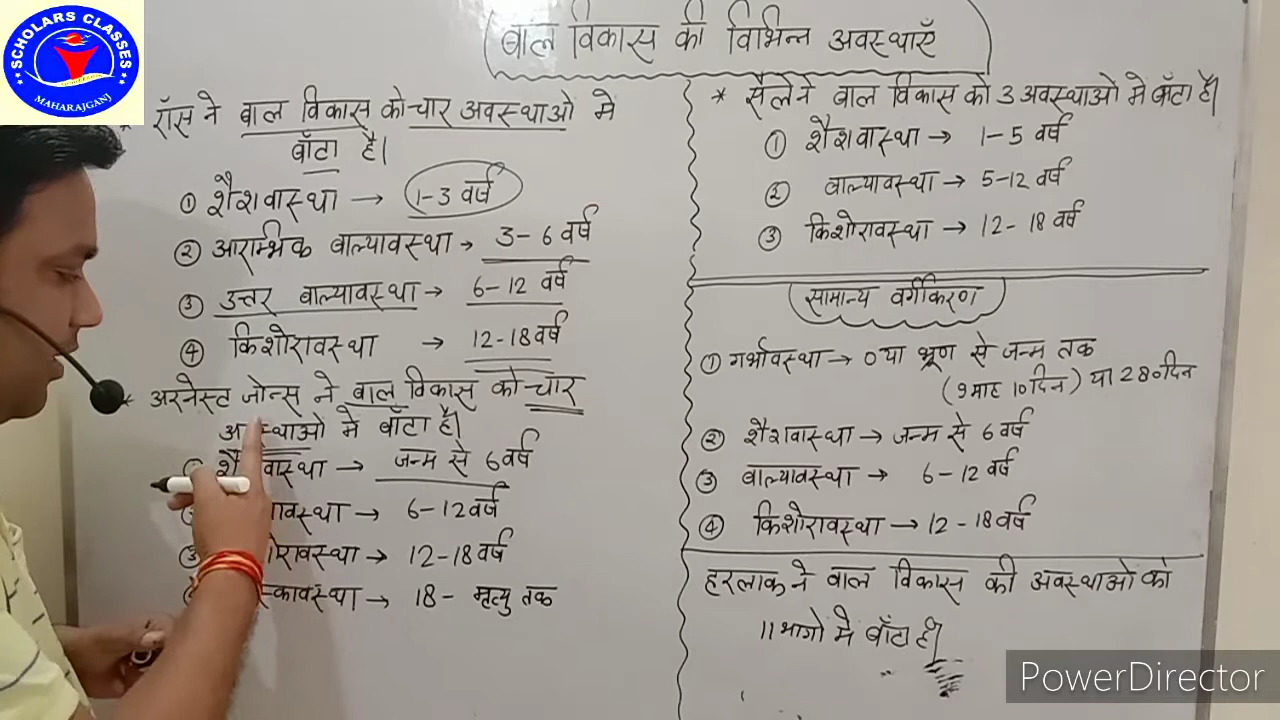 SCHOLARS CLASSES
MAHARAJGANJ
बाल विकास की विभिन्न अवस्थाएँ
* रॉस ने बाल विकास को चार अवस्थाओ मे
बाँटा है।
① शैशवास्था → 1-3 वर्ष
② आरम्भिक बाल्यावस्था → 3-6 वर्ष
③ उत्तर बाल्यावस्था → 6-12 वर्ष
④ किशोरावस्था → 12-18 वर्ष
* अरनेस्ट जोन्स ने बाल विकास को चार
अवस्थाओं मे बाँटा है।
शैशवास्था → जन्म से 6 वर्ष
→ 6-12 वर्ष
③ → 12-18 वर्ष
→ 18- मृत्यु तक
* सैले ने बाल विकास को 3 अवस्थाओ मे बाँटा है।
① शैशवास्था → 1-5 वर्ष
② बाल्यावस्था → 5-12 वर्ष
③ किशोरावस्था → 12-18 वर्ष
सामान्य वर्गीकरण
① गर्भावस्था → 0 या भ्रूण से जन्म तक
(9 माह 10 दिन) या 280 दिन
② शैशवास्था → जन्म से 6 वर्ष
③ बाल्यावस्था 6-12 वर्ष
④ किशोरावस्था → 12-18 वर्ष
हरलाक ने बाल विकास की अवस्थाओ को
11 भागो मे बाँटा है।
PowerDirector